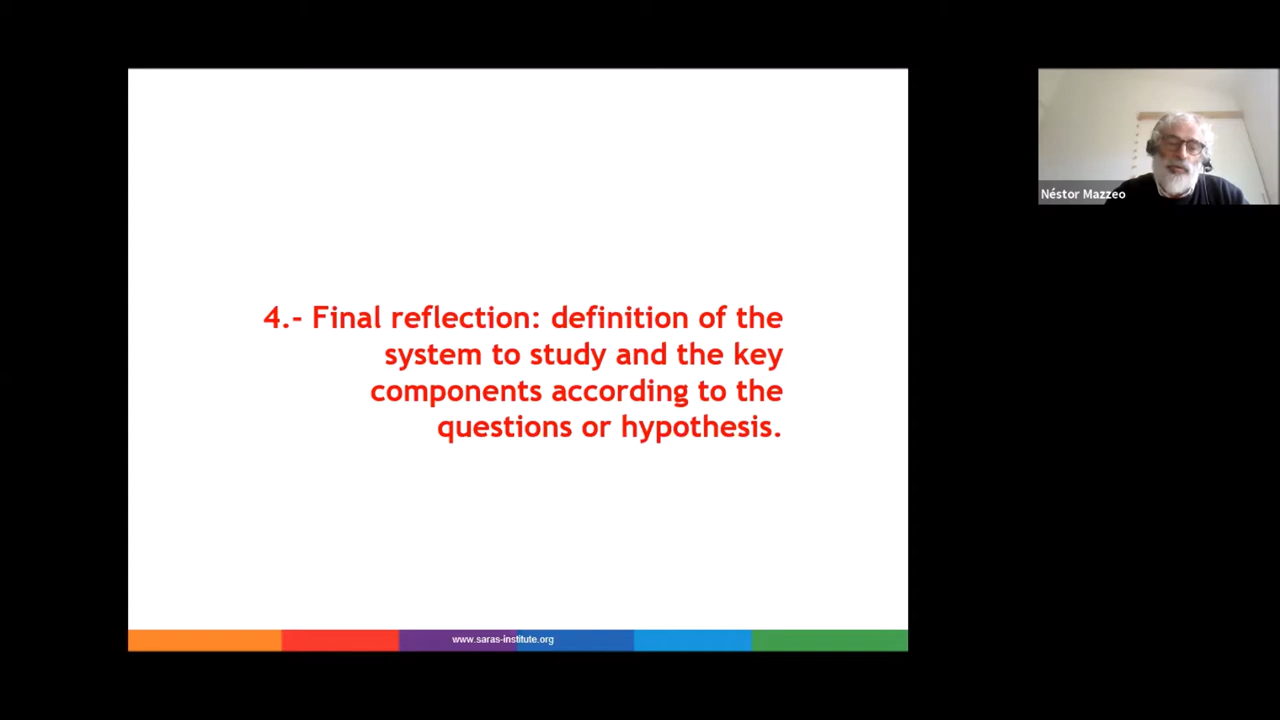 Néstor Mazzeo
4.- Final reflection: definition of the
system to study and the key
components according to the
questions or hypothesis.
www.saras-institute.org